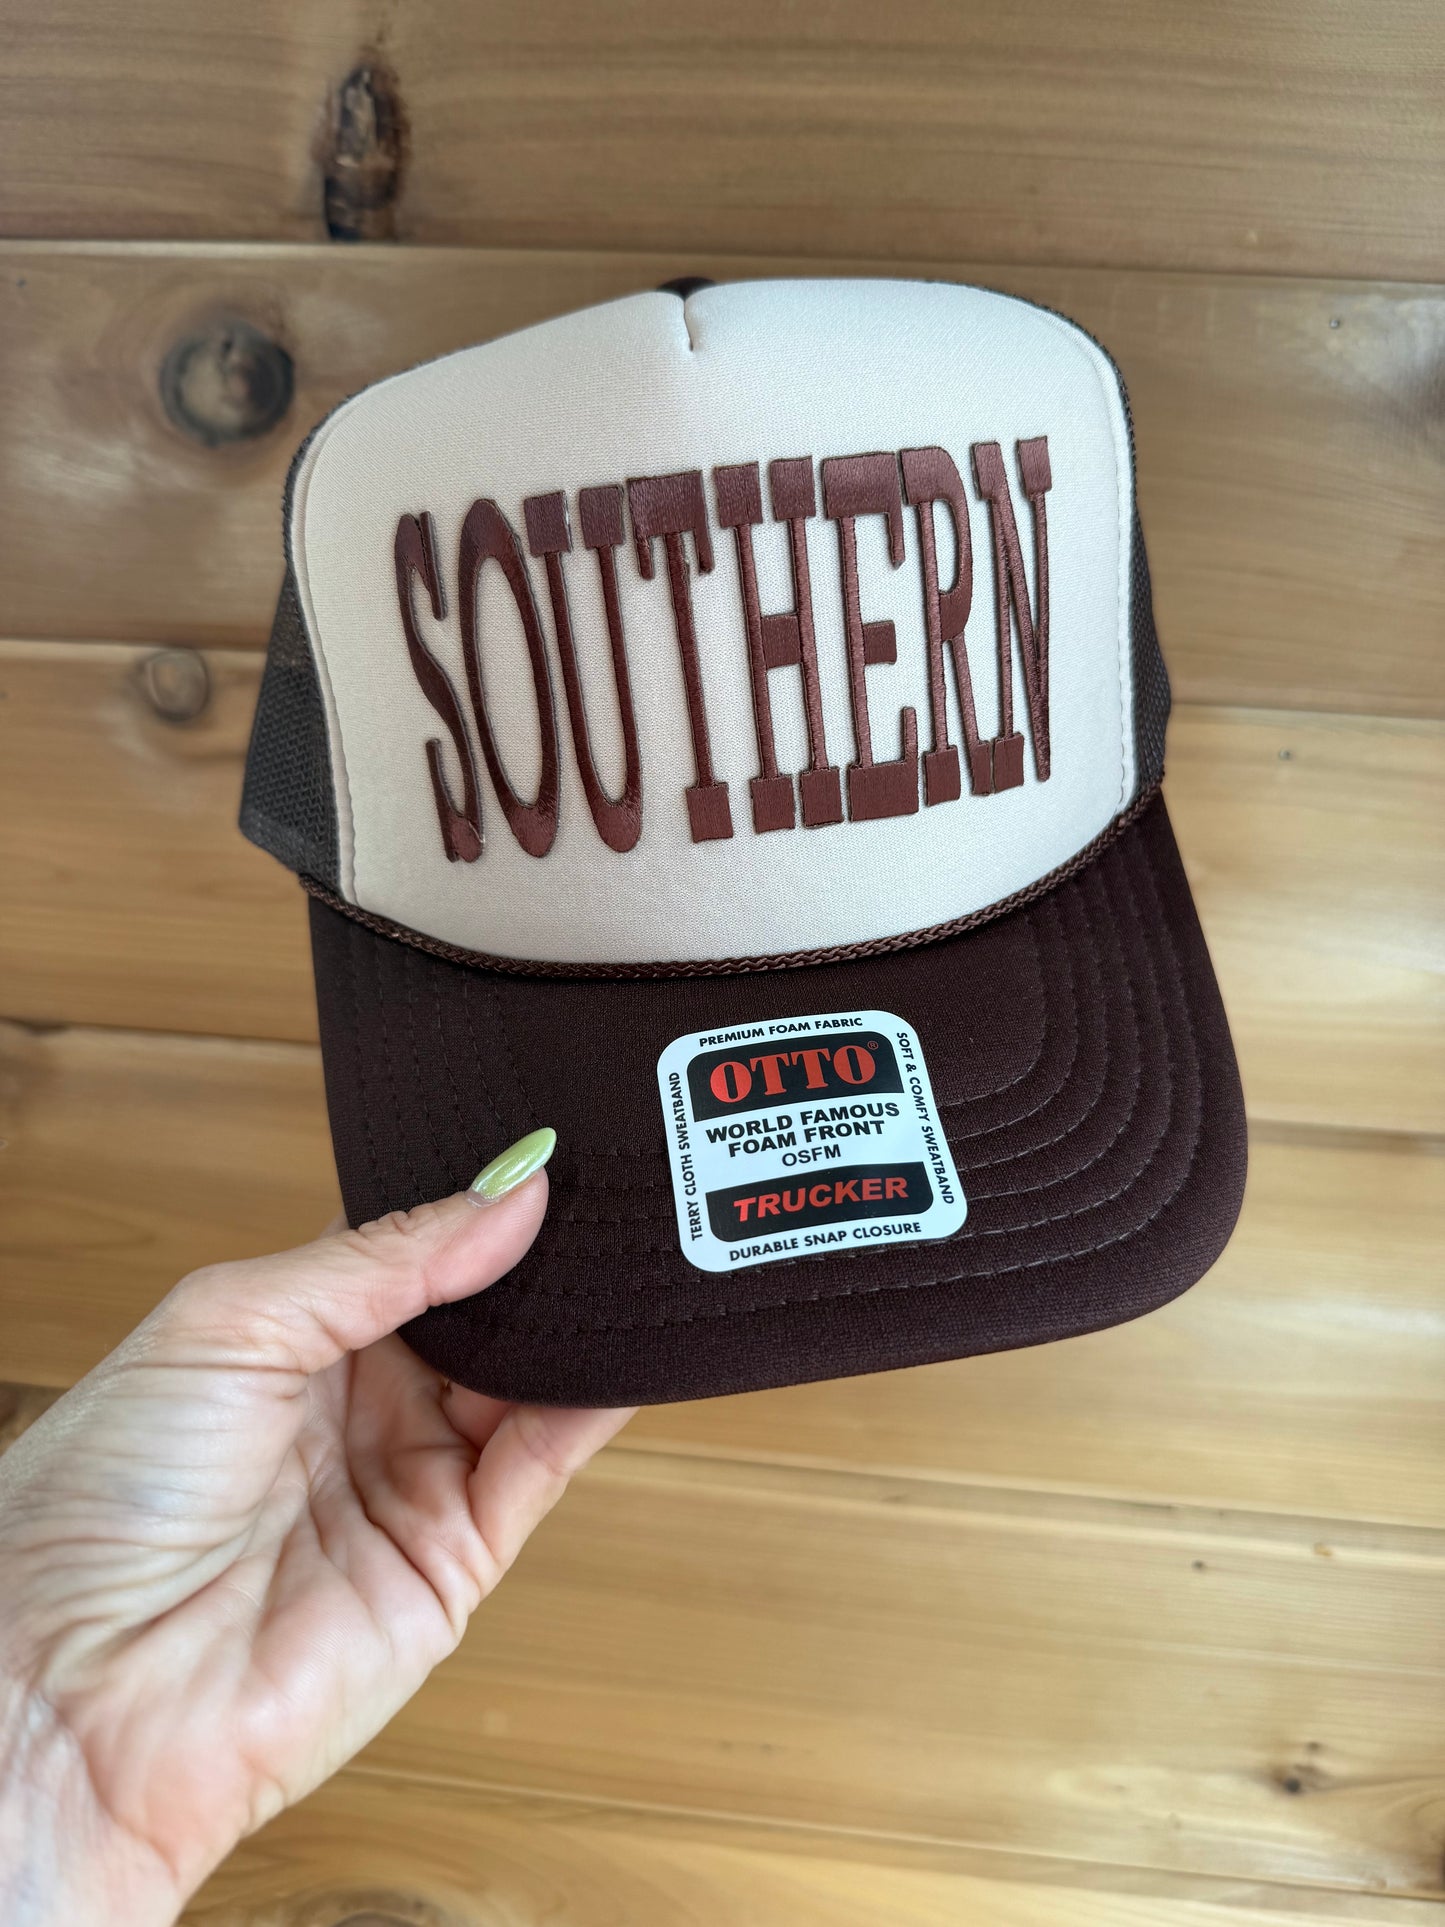 SOUTHERN
PREMIUM FOAM FABRIC
OTTO®
WORLD FAMOUS
FOAM FRONT
OSFM
TRUCKER
DURABLE SNAP CLOSURE
TERRY CLOTH SWEATBAND
SOFT & COMFY SWEATBAND